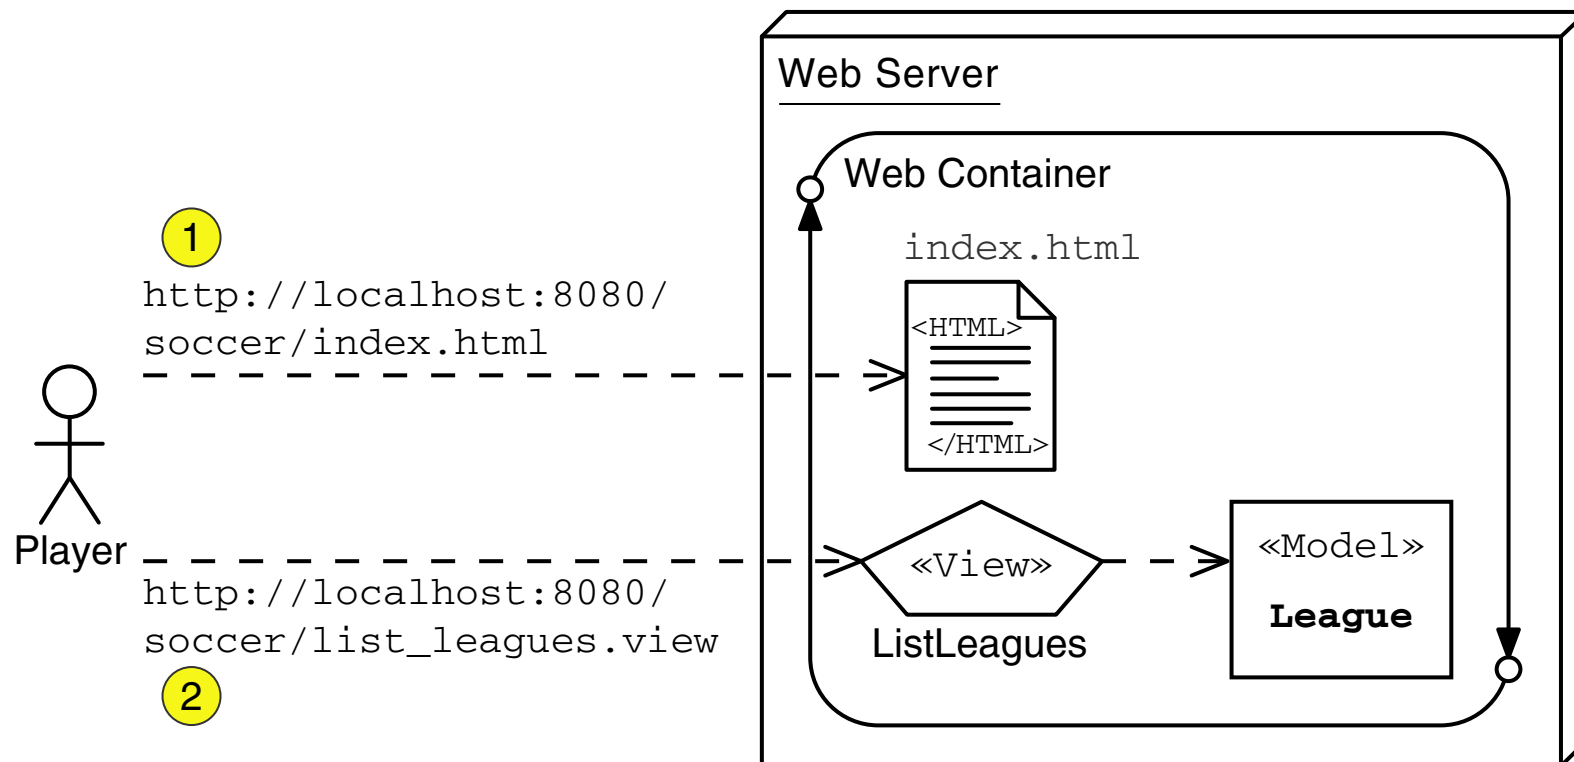 Web Server
Web Container
index.html
1
http://localhost:8080/
soccer/index.html
<HTML>
</HTML>
Player
«View»
«Model»
League
http://localhost:8080/
soccer/list_leagues.view
ListLeagues
2